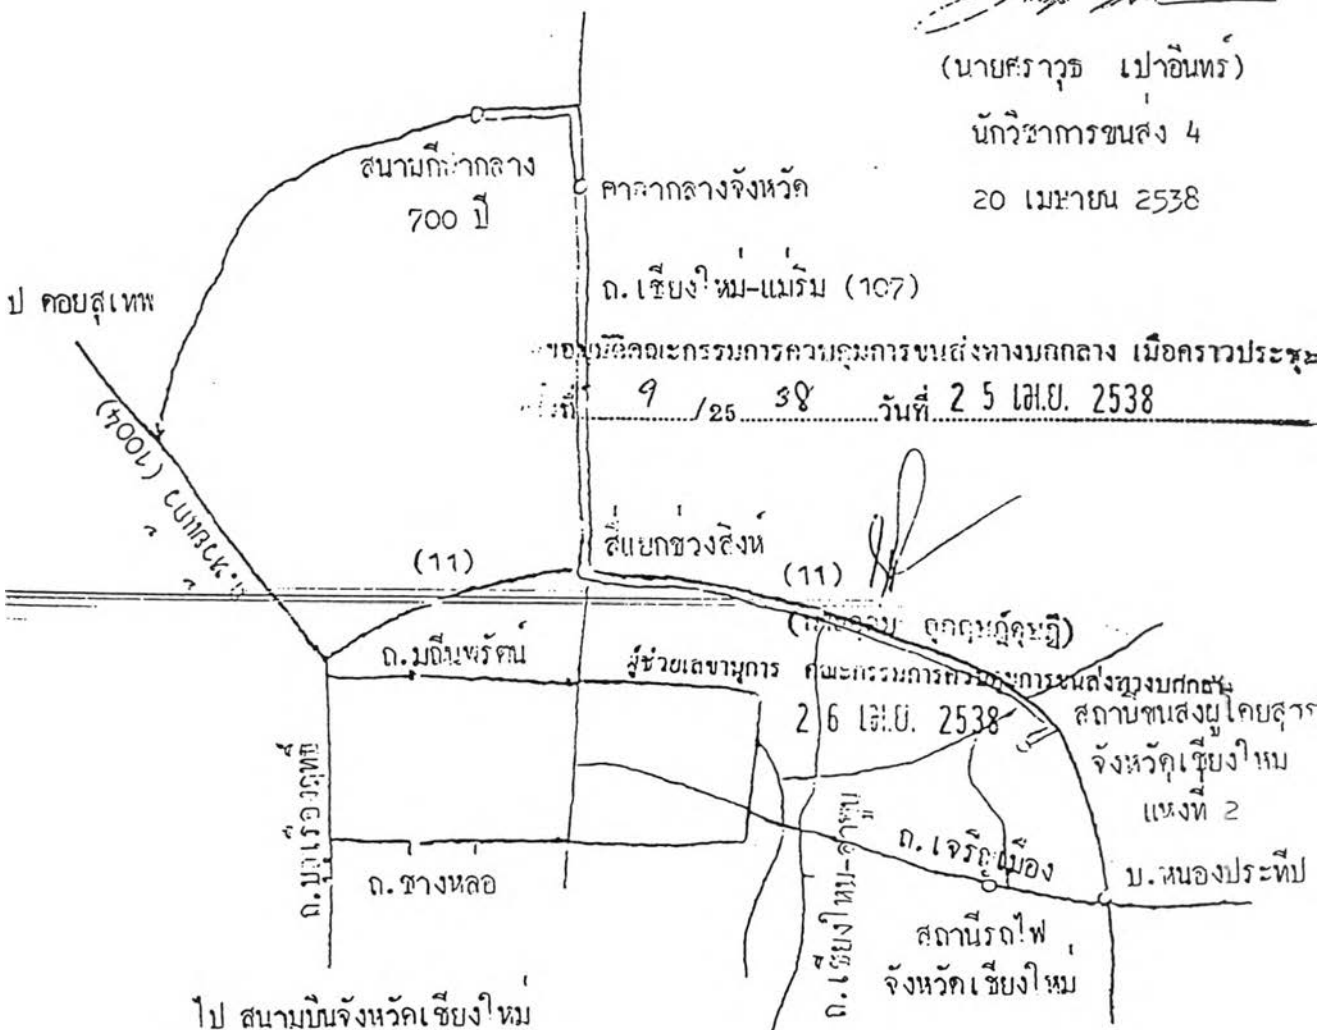 (นายศราวุธ เปาอินทร์)
นักวิชาการขนส่ง 4
20 เมษายน 2538
สนามกีฬากลาง
700 ปี
ศาลากลางจังหวัด
ถ.เชียงใหม่-แม่ริม (107)
ป ดอยสุเทพ
คณะกรรมการควบคุมการขนส่งทางบกกลาง เมื่อคราวประชุม
9 /25 38 วันที่ 25 เม.ย. 2538
ถ.ห้วยแก้ว (1004)
สี่แยกข่วงสิงห์
(11)
(11)
ถ.มณีนพรัตน์
ผู้ช่วยเลขานุการ คณะกรรมการควบคุมการขนส่งทางบกกลาง
26 เม.ย. 2538
สถานีขนส่งผู้โดยสาร
จังหวัดเชียงใหม่
แห่งที่ 2
ถ.บุญเรืองฤทธิ์
ถ.ช่างหล่อ
ถ.เชียงใหม่-ลำพูน
ถ.เจริญเมือง
บ.หนองประทีป
สถานีรถไฟ
จังหวัดเชียงใหม่
ไป สนามบินจังหวัดเชียงใหม่